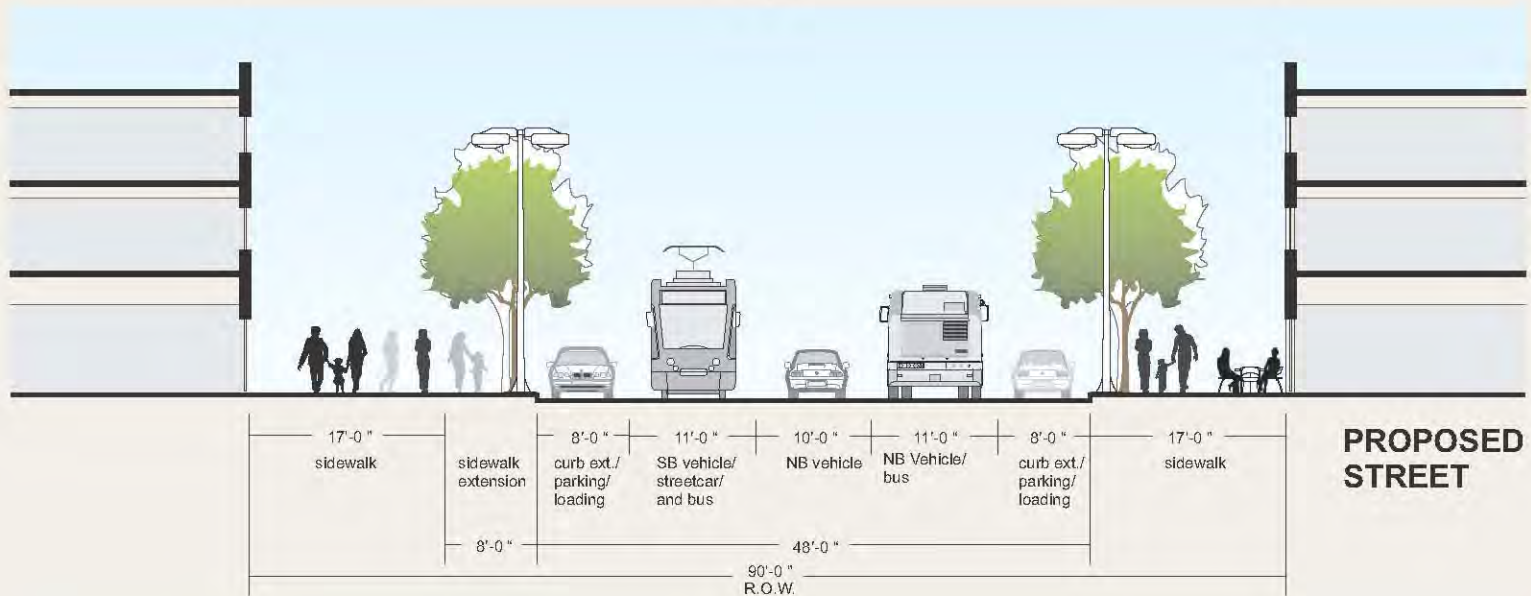 17'-0 "
sidewalk
sidewalk
extension
8'-0 "
curb ext./
parking/
loading
11'-0 "
SB vehicle/
streetcar/
and bus
10'-0 "
NB vehicle
11'-0 "
NB Vehicle/
bus
8'-0 "
curb ext./
parking/
loading
17'-0 "
sidewalk
PROPOSED
STREET
8'-0 "
48'-0 "
90'-0 "
R.O.W.